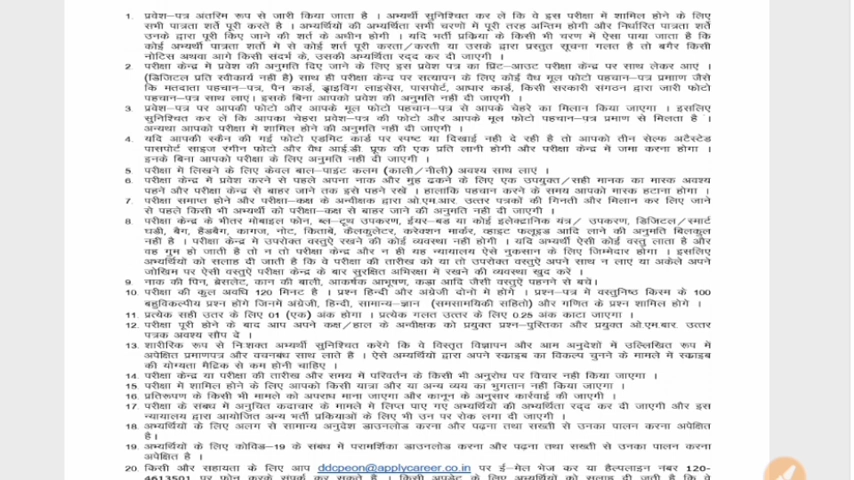 1. प्रवेश-पत्र अंतरिम रूप से जारी किया जाता है । अभ्यर्थी सुनिश्चित कर ले कि वे इस परीक्षा में शामिल होने के लिए
सभी पात्रता शर्तें पूरी करते है । अभ्यर्थियों की अभ्यर्थिता सभी चरणों में पूरी तरह अन्तिम होगी और निर्धारित पात्रता शर्तें
उनके द्वारा पूरी किए जाने की शर्त के अधीन होगी । यदि भर्ती प्रक्रिया के किसी भी चरण में ऐसा पाया जाता है कि
कोई अभ्यर्थी पात्रता शर्तों में से कोई शर्त पूरी करता/करती या उसके द्वारा प्रस्तुत सूचना गलत है तो बगैर किसी
नोटिस अथवा आगे किसी संदर्भ के, उसकी अभ्यर्थिता रद्द कर दी जाएगी ।
2. परीक्षा केन्द्र में प्रवेश की अनुमति दिए जाने के लिए इस प्रवेश पत्र का प्रिंट-आउट परीक्षा केन्द्र पर साथ लेकर आए ।
(डिजिटल प्रति स्वीकार्य नहीं है) साथ ही परीक्षा केन्द्र पर सत्यापन के लिए कोई वैध मूल फोटो पहचान-पत्र प्रमाण जैसे
कि मतदाता पहचान-पत्र, पैन कार्ड, ड्राइविंग लाइसेंस, पासपोर्ट, आधार कार्ड, किसी सरकारी संगठन द्वारा जारी फोटो
पहचान-पत्र साथ लाए। इसके बिना आपको प्रवेश की अनुमति नहीं दी जाएगी ।
3. प्रवेश-पत्र पर आपकी फोटो और आपके मूल फोटो पहचान-पत्र से आपके चेहरे का मिलान किया जाएगा । इसलिए
सुनिश्चित कर ले कि आपका चेहरा प्रवेश-पत्र की फोटो और आपके मूल फोटो पहचान-पत्र प्रमाण से मिलता है ।
अन्यथा आपको परीक्षा में शामिल होने की अनुमति नहीं दी जाएगी ।
4. यदि आपकी स्कैन की गई फोटो एडमिट कार्ड पर स्पष्ट या दिखाई नहीं दे रही है तो आपको तीन सेल्फ अटैस्टेड
पासपोर्ट साइज रंगीन फोटो और वैध आई.डी. प्रूफ की एक प्रति लानी होगी और परीक्षा केन्द्र में जमा करना होगा ।
इनके बिना आपको परीक्षा के लिए अनुमति नहीं दी जाएगी ।
5. परीक्षा में लिखने के लिए केवल बाल-पाइंट कलम (काली/नीली) अवश्य साथ लाए ।
6. परीक्षा केन्द्र में प्रवेश करने से पहले अपना नाक और मुंह ढकने के लिए एक उपयुक्त/सही मानक का मास्क अवश्य
पहने और परीक्षा केन्द्र से बाहर जाने तक इसे पहने रखें । हालांकि पहचान करने के समय आपको मास्क हटाना होगा ।
7. परीक्षा समाप्त होने और परीक्षा-कक्ष के अन्वीक्षक द्वारा ओ.एम.आर. उत्तर पत्रकों की गिनती और मिलान कर लिए जाने
से पहले किसी भी अभ्यर्थी को परीक्षा-कक्ष से बाहर जाने की अनुमति नहीं दी जाएगी ।
8. परीक्षा केन्द्र के भीतर मोबाइल फोन, ब्लू-टूथ उपकरण, ईयर-बड या कोई इलेक्ट्रानिक यंत्र/ उपकरण, डिजिटल/स्मार्ट
घड़ी, बैग, हैंडबैग, कागज, नोट, किताबें, कैलकुलेटर, करेक्शन मार्कर, व्हाइट फ्लूइड आदि लाने की अनुमति बिलकुल
नहीं है । परीक्षा केन्द्र में उपरोक्त वस्तुएं रखने की कोई व्यवस्था नहीं होगी । यदि अभ्यर्थी ऐसी कोई वस्तु लाता है और
वह गुम हो जाती है तो न तो परीक्षा केन्द्र और न ही यह न्यायालय ऐसे नुकसान के लिए जिम्मेदार होगा । इसलिए
अभ्यर्थियों को सलाह दी जाती है कि वे परीक्षा की तारीख को या तो उपरोक्त वस्तुएं अपने साथ न लाए या अकेले अपने
जोखिम पर ऐसी वस्तुएं परीक्षा केन्द्र के बार सुरक्षित अभिरक्षा में रखने की व्यवस्था खुद करें ।
9. नाक की पिन, ब्रेसलेट, कान की बाली, आकर्षक आभूषण, कड़ा आदि जैसी वस्तुएं पहनने से बचें।
10. परीक्षा की कुल अवधि 120 मिनट है । प्रश्न हिन्दी और अंग्रेजी दोनों में होंगे । प्रश्न-पत्र में वस्तुनिष्ठ किस्म के 100
बहुविकल्पीय प्रश्न होंगे जिनमें अंग्रेजी, हिन्दी, सामान्य-ज्ञान (समसामयिकी सहित) और गणित के प्रश्न शामिल होंगे ।
11. प्रत्येक सही उत्तर के लिए 01 (एक) अंक होगा । प्रत्येक गलत उत्तर के लिए 0.25 अंक काटा जाएगा ।
12. परीक्षा पूरी होने के बाद आप अपने कक्ष/हाल के अन्वीक्षक को प्रयुक्त प्रश्न-पुस्तिका और प्रयुक्त ओ.एम.आर. उत्तर
पत्रक अवश्य सौंप दे ।
13. शारीरिक रूप से निःशक्त अभ्यर्थी सुनिश्चित करेंगे कि वे विस्तृत विज्ञापन और आम अनुदेशों में उल्लिखित रूप में
अपेक्षित प्रमाणपत्र और वचनबंध साथ लाते है । ऐसे अभ्यर्थियों द्वारा अपने स्क्राइब का विकल्प चुनने के मामले में स्क्राइब
की योग्यता मैट्रिक से कम होनी चाहिए ।
14. परीक्षा केन्द्र या परीक्षा की तारीख और समय में परिवर्तन के किसी भी अनुरोध पर विचार नहीं किया जाएगा ।
15 परीक्षा में शामिल होने के लिए आपको किसी यात्रा और या अन्य व्यय का भुगतान नहीं किया जाएगा ।
16. प्रतिरूपण के किसी भी मामले को अपराध माना जाएगा और कानून के अनुसार कार्रवाई की जाएगी ।
17. परीक्षा के संबंध में अनुचित कदाचार के मामले में लिप्त पाए गए अभ्यर्थी की अभ्यर्थिता रद्द कर दी जाएगी और इस
न्यायालय द्वारा आयोजित अन्य भर्ती प्रक्रियाओं के लिए भी उन पर रोक लगा दी जाएगी ।
18. अभ्यर्थियों के लिए अलग से सामान्य अनुदेश डाउनलोड करना और पढ़ना तथा सख्ती से उनका पालन करना अपेक्षित
है।
19. अभ्यर्थियों के लिए कोविड-19 के संबंध में परामर्शिका डाउनलोड करना और पढ़ना तथा सख्ती से उनका पालन करना
अपेक्षित है ।
20. किसी और सहायता के लिए आप ddcpeon@applycareer.co.in पर ई-मेल भेज कर या हैल्पलाइन नंबर 120-
4613501 पर फोन करके संपर्क कर सकते है । किसी अपडेट के लिए अभ्यर्थियों को सलाह दी जाती है कि वे